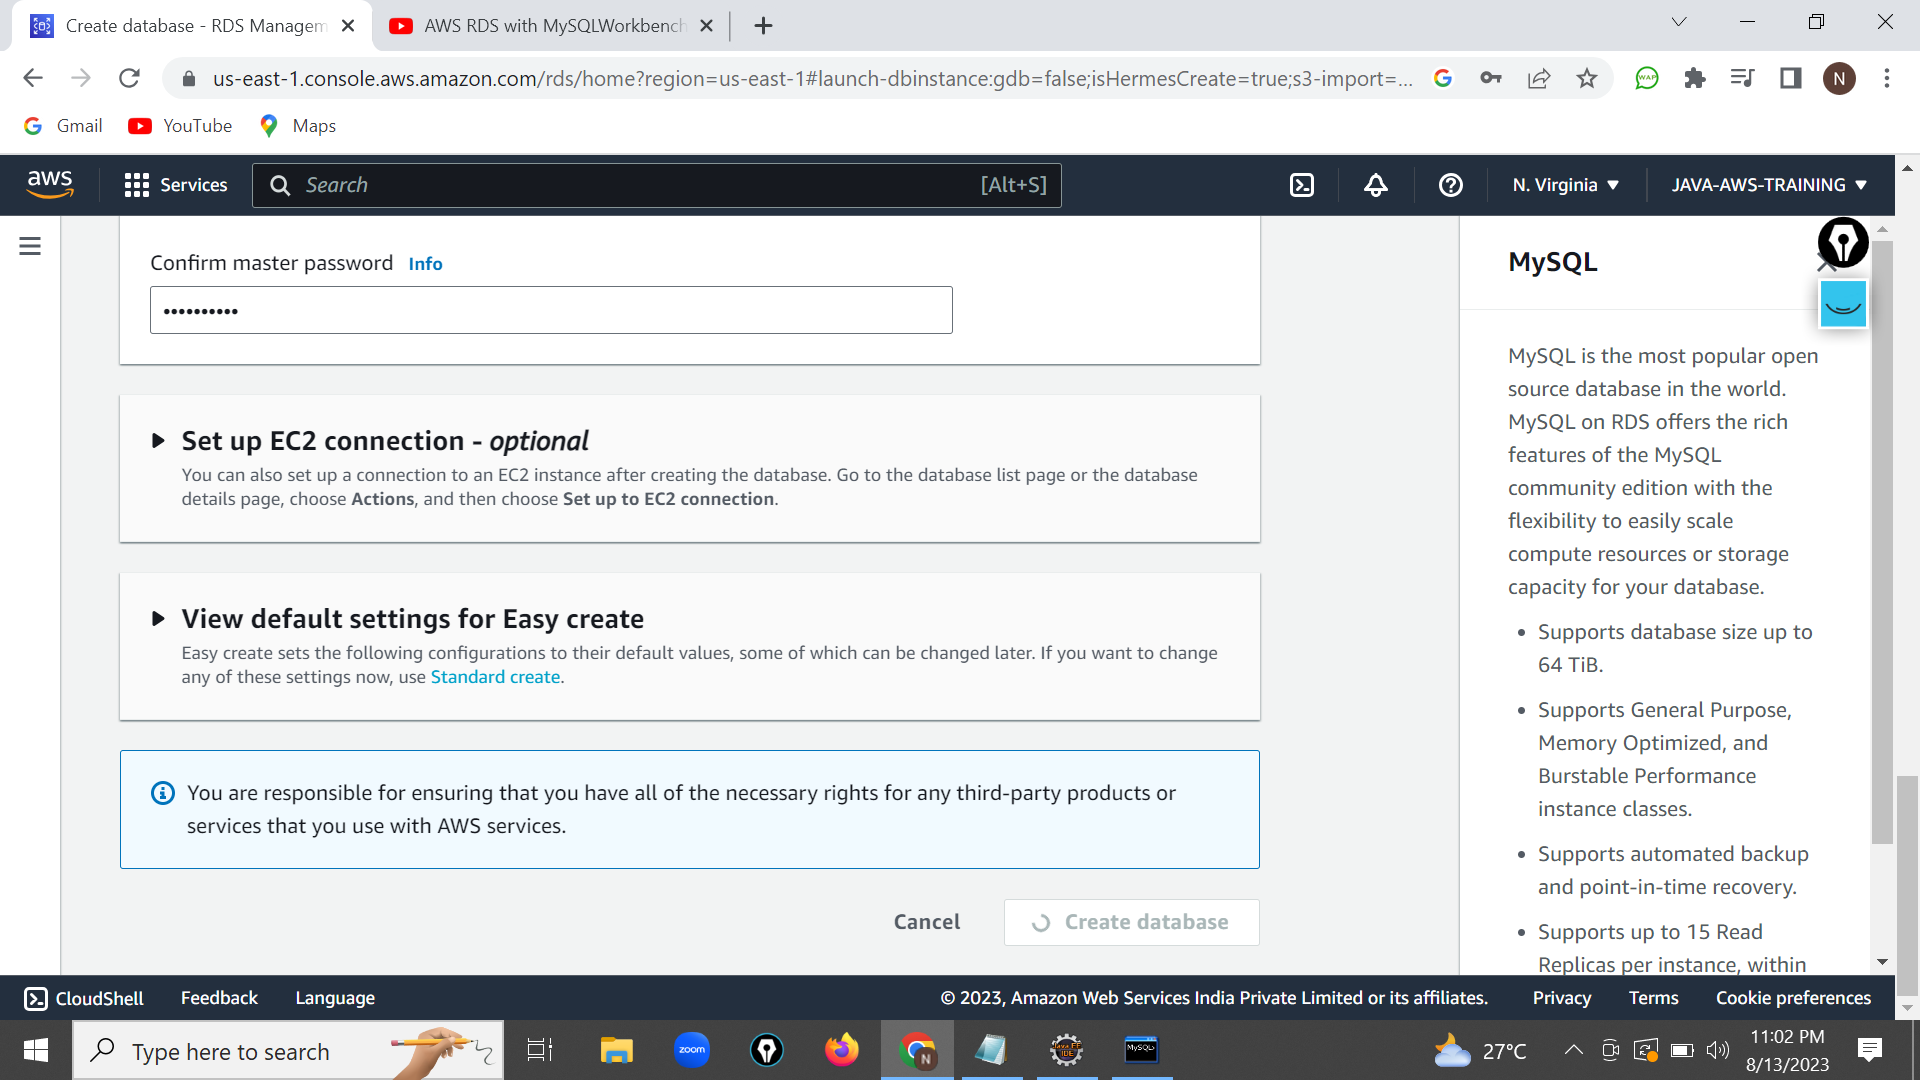 Create database - RDS Managem
AWS RDS with MySQLWorkbench
us-east-1.console.aws.amazon.com/rds/home?region=us-east-1#launch-dbinstance:gdb=false;isHermesCreate=true;s3-import=...
G
WAP
N
Gmail
YouTube
Maps
aws
Services
Search
[Alt+S]
N. Virginia
JAVA-AWS-TRAINING
Confirm master password Info
••••••••••
Set up EC2 connection - optional
You can also set up a connection to an EC2 instance after creating the database. Go to the database list page or the database
details page, choose Actions, and then choose Set up to EC2 connection.
View default settings for Easy create
Easy create sets the following configurations to their default values, some of which can be changed later. If you want to change
any of these settings now, use Standard create.
You are responsible for ensuring that you have all of the necessary rights for any third-party products or
services that you use with AWS services.
Cancel
Create database
MySQL
MySQL is the most popular open
source database in the world.
MySQL on RDS offers the rich
features of the MySQL
community edition with the
flexibility to easily scale
compute resources or storage
capacity for your database.
• Supports database size up to
64 TiB.
• Supports General Purpose,
Memory Optimized, and
Burstable Performance
instance classes.
• Supports automated backup
and point-in-time recovery.
• Supports up to 15 Read
Replicas per instance, within
CloudShell
Feedback
Language
© 2023, Amazon Web Services India Private Limited or its affiliates.
Privacy
Terms
Cookie preferences
Type here to search
zoom
N
Java EE
IDE
MySQL
27°C
11:02 PM
8/13/2023